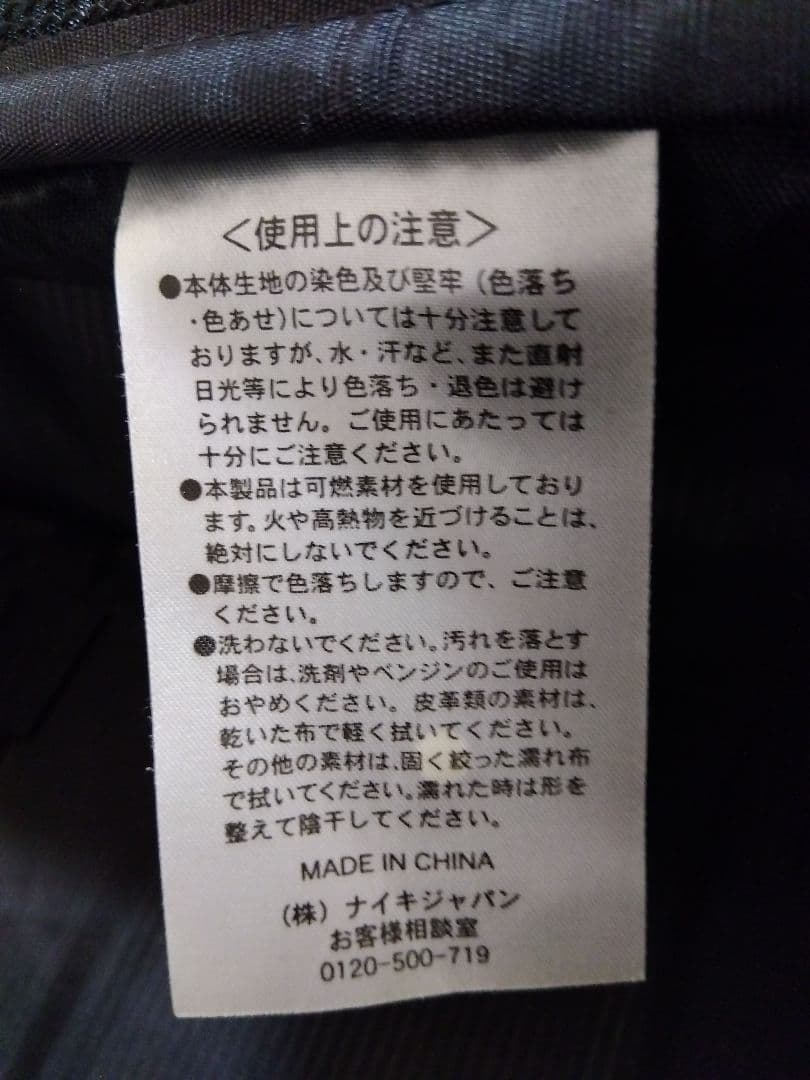 ＜使用上の注意＞
●本体生地の染色及び堅牢（色落ち
・色あせ）については十分注意して
おりますが、水・汗など、また直射
日光等により色落ち・退色は避け
られません。ご使用にあたっては
十分にご注意ください。
●本製品は可燃素材を使用しており
ます。火や高熱物を近づけることは、
絶対にしないでください。
●摩擦で色落ちしますので、ご注意
ください。
●洗わないでください。汚れを落とす
場合は、洗剤やベンジンのご使用は
おやめください。皮革類の素材は、
乾いた布で軽く拭いてください。
その他の素材は、固く絞った濡れ布
で拭いてください。濡れた時は形を
整えて陰干してください。
MADE IN CHINA
（株）ナイキジャパン
お客様相談室
0120-500-719